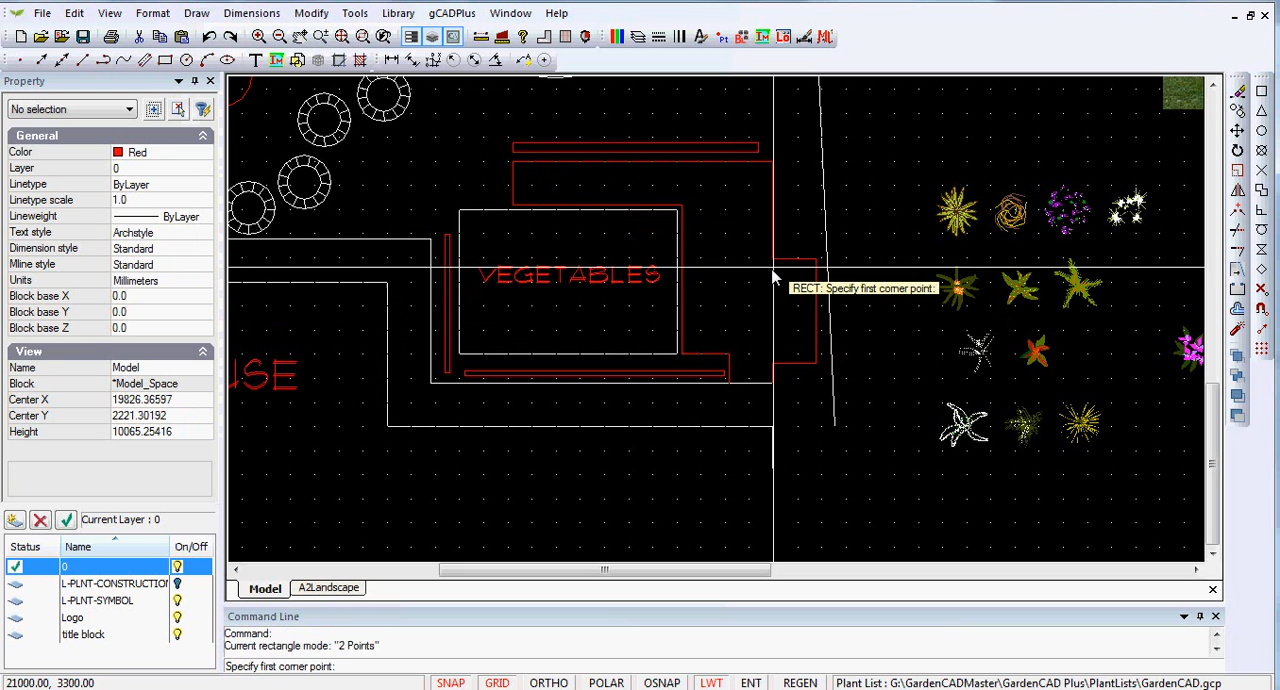 File Edit View Format Draw Dimensions Modify Tools Library gCADPlus Window Help
Property
No selection
General
Color Red
Layer 0
Linetype ByLayer
Linetype scale 1.0
Lineweight ByLayer
Text style Archstyle
Dimension style Standard
Mline style Standard
Units Millimeters
Block base X 0.0
Block base Y 0.0
Block base Z 0.0
View
Name Model
Block *Model_Space
Center X 19826.36597
Center Y 2221.30192
Height 10065.25416
Current Layer : 0
Status Name On/Off
0
L-PLNT-CONSTRUCTION
L-PLNT-SYMBOL
Logo
title block
VEGETABLES
USE
RECT: Specify first corner point:
Model A2Landscape
Command Line
Command:
Current rectangle mode: "2 Points"
Specify first corner point:
21000.00, 3300.00 SNAP GRID ORTHO POLAR OSNAP LWT ENT REGEN Plant List : G:\GardenCADMaster\GardenCAD Plus\PlantLists\GardenCAD.gcp